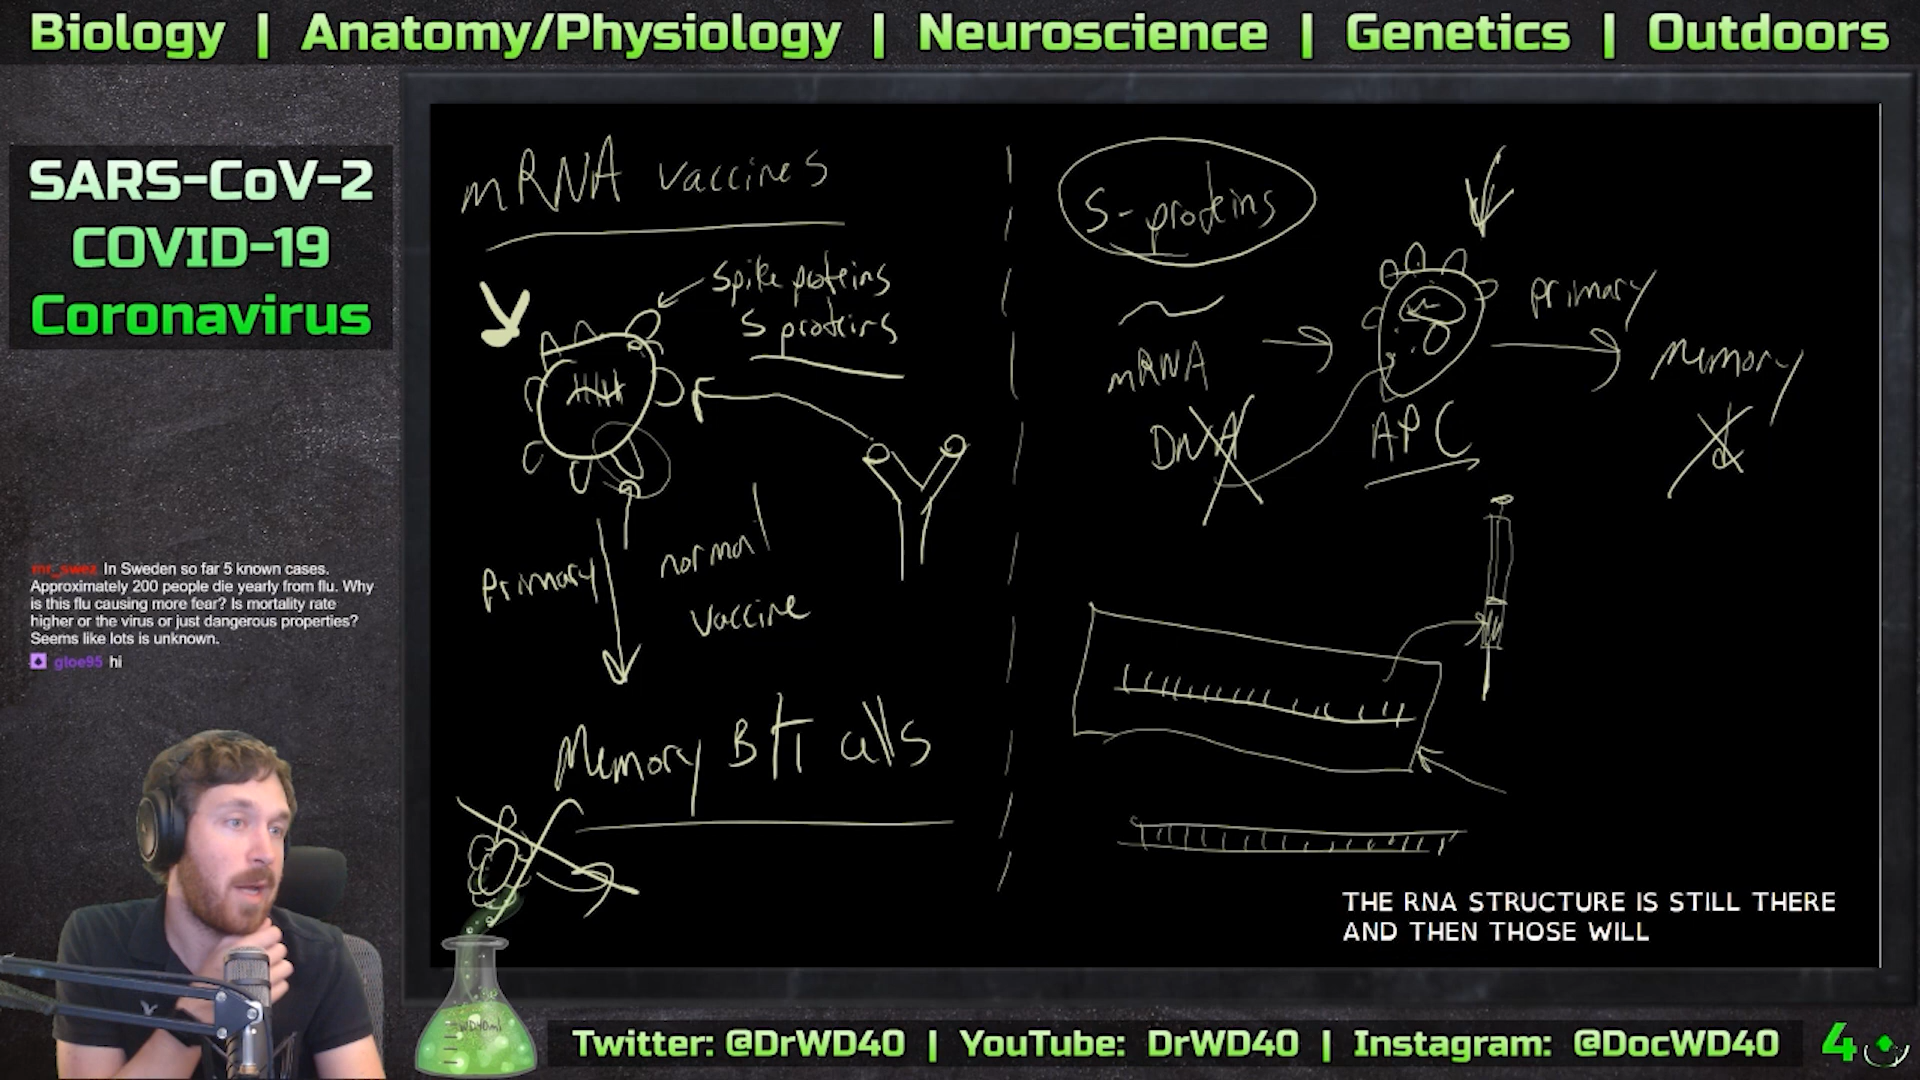 Biology | Anatomy/Physiology | Neuroscience | Genetics | Outdoors
SARS-CoV-2
COVID-19
Coronavirus
mr_swez In Sweden so far 5 known cases.
Approximately 200 people die yearly from flu. Why
is this flu causing more fear? Is mortality rate
higher or the virus or just dangerous properties?
Seems like lots is unknown.
gloe95 hi
mRNA vaccines
Spike proteins
S proteins
Primary
normal
vaccine
Memory B/T cells
S-proteins
mRNA
DNA
APC
primary
memory
THE RNA STRUCTURE IS STILL THERE
AND THEN THOSE WILL
Twitter: @DrWD40 | YouTube: DrWD40 | Instagram: @DocWD40
4